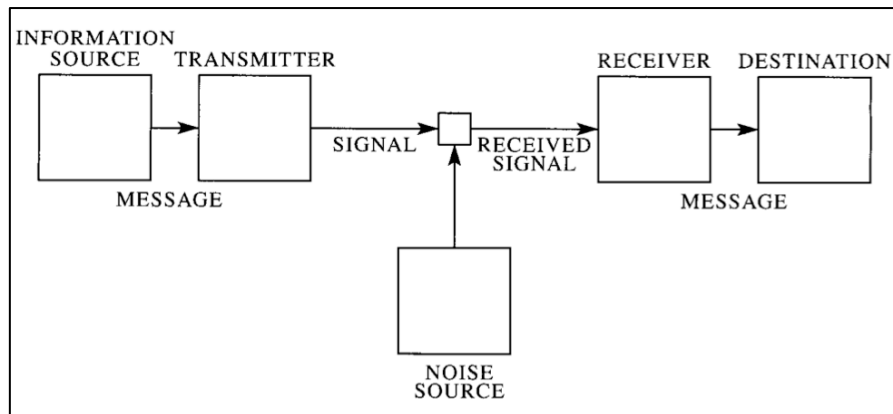 INFORMATION
SOURCE
TRANSMITTER
RECEIVER
DESTINATION
SIGNAL
RECEIVED
SIGNAL
MESSAGE
MESSAGE
NOISE
SOURCE